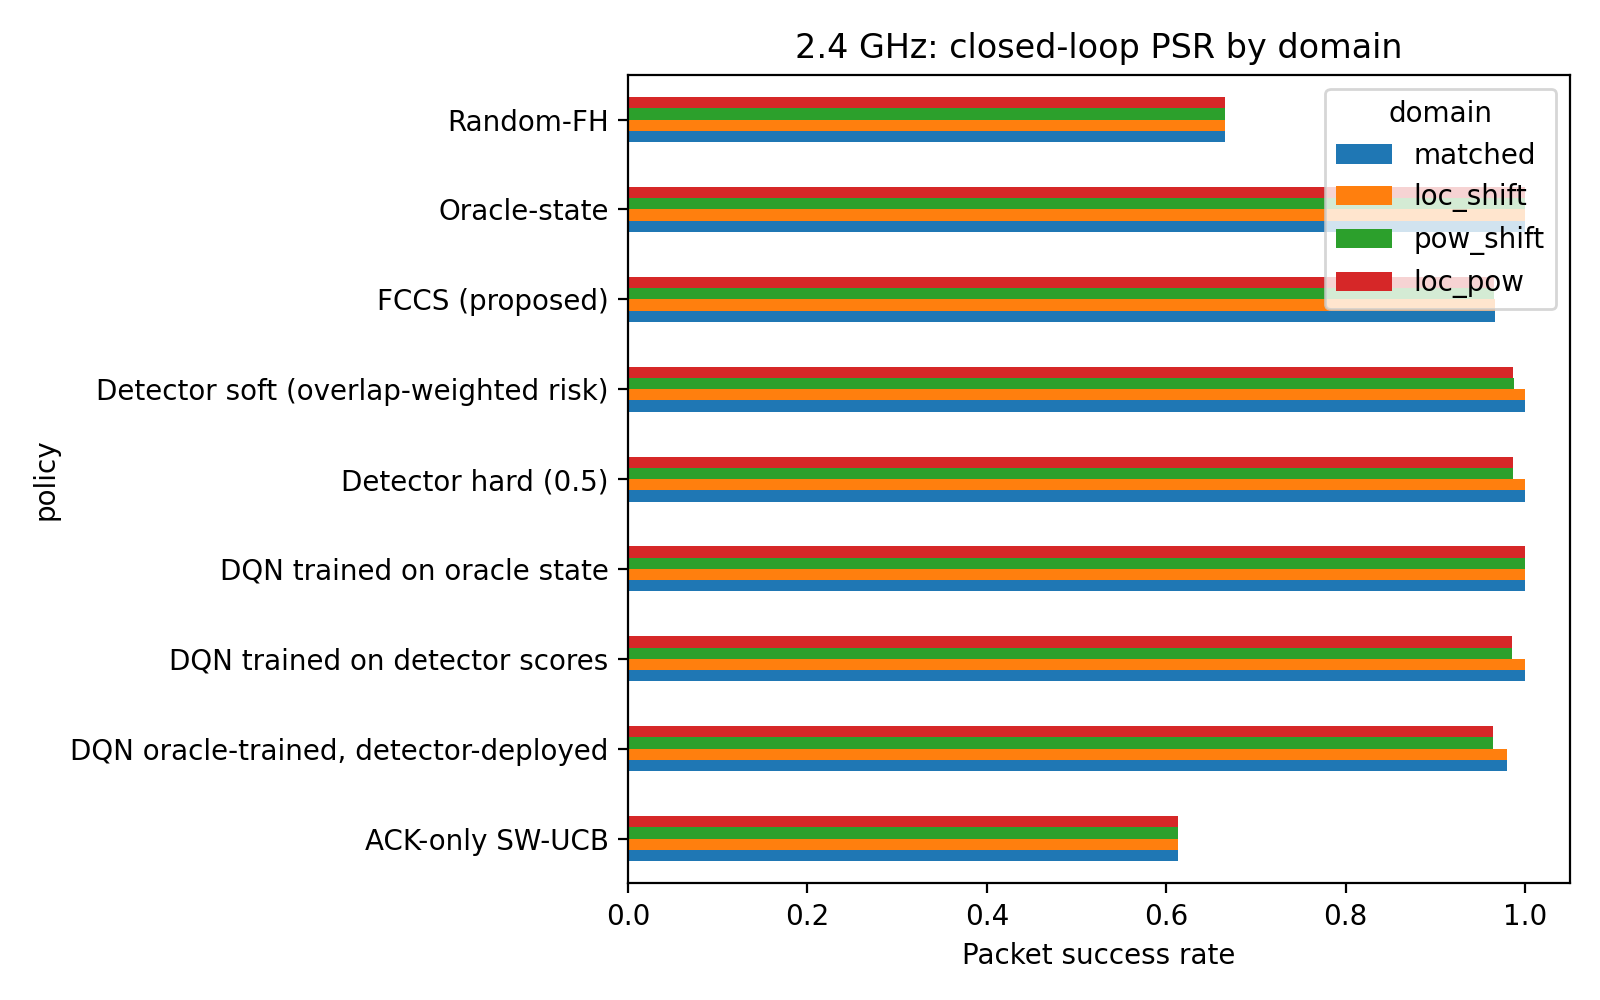 2.4 GHz: closed-loop PSR by domain
domain
matched
loc_shift
pow_shift
loc_pow
policy
Random-FH
Oracle-state
FCCS (proposed)
Detector soft (overlap-weighted risk)
Detector hard (0.5)
DQN trained on oracle state
DQN trained on detector scores
DQN oracle-trained, detector-deployed
ACK-only SW-UCB
0.0 0.2 0.4 0.6 0.8 1.0
Packet success rate